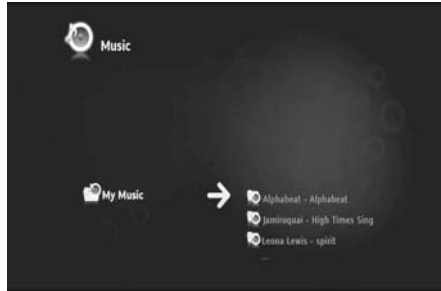 Music
My Music
Alphabeat - Alphabeat
Jamiroquai - High Times Sing
Leona Lewis - spirit
...